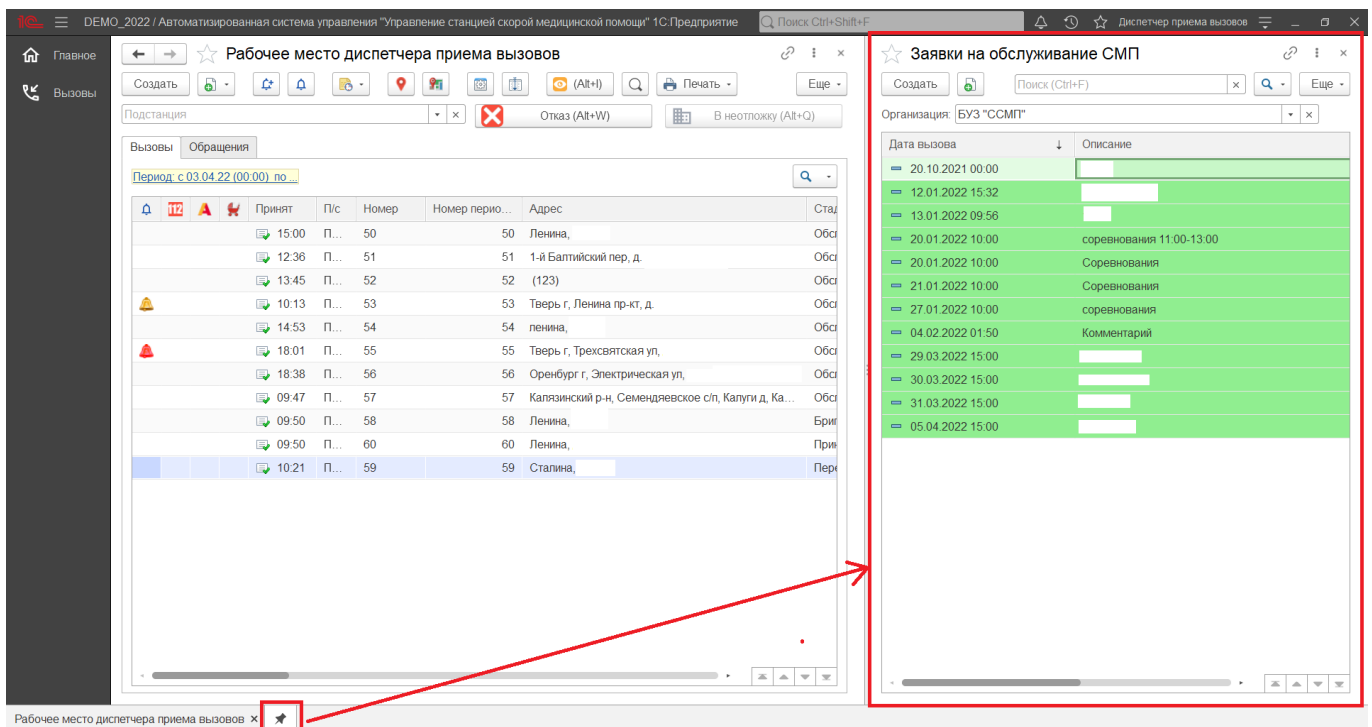 1С DEMO_2022 / Автоматизированная система управления "Управление станцией скорой медицинской помощи" 1С:Предприятие Поиск Ctrl+Shift+F Диспетчер приема вызовов
Главное
Вызовы
Рабочее место диспетчера приема вызовов
Создать (Alt+I) Печать Еще
Подстанция Отказ (Alt+W) В неотложку (Alt+Q)
Вызовы Обращения
Период: с 03.04.22 (00:00) по ...
112 Принят П/с Номер Номер перио... Адрес Стад
15:00 П... 50 50 Ленина, Обсл
12:36 П... 51 51 1-й Балтийский пер, д. Обсл
13:45 П... 52 52 (123) Обсл
10:13 П... 53 53 Тверь г, Ленина пр-кт, д. Обсл
14:53 П... 54 54 ленина, Обсл
18:01 П... 55 55 Тверь г, Трехсвятская ул, Обсл
18:38 П... 56 56 Оренбург г, Электрическая ул, Обсл
09:47 П... 57 57 Калязинский р-н, Семендяевское с/п, Капуги д, Ка... Обсл
09:50 П... 58 58 Ленина, Бриг
09:50 П... 60 60 Ленина, Прин
10:21 П... 59 59 Сталина, Пере
Заявки на обслуживание СМП
Создать Поиск (Ctrl+F) Еще
Организация: БУЗ "ССМП"
Дата вызова Описание
20.10.2021 00:00
12.01.2022 15:32
13.01.2022 09:56
20.01.2022 10:00 соревнования 11:00-13:00
20.01.2022 10:00 Соревнования
21.01.2022 10:00 Соревнования
27.01.2022 10:00 соревнования
04.02.2022 01:50 Комментарий
29.03.2022 15:00
30.03.2022 15:00
31.03.2022 15:00
05.04.2022 15:00
Рабочее место диспетчера приема вызовов